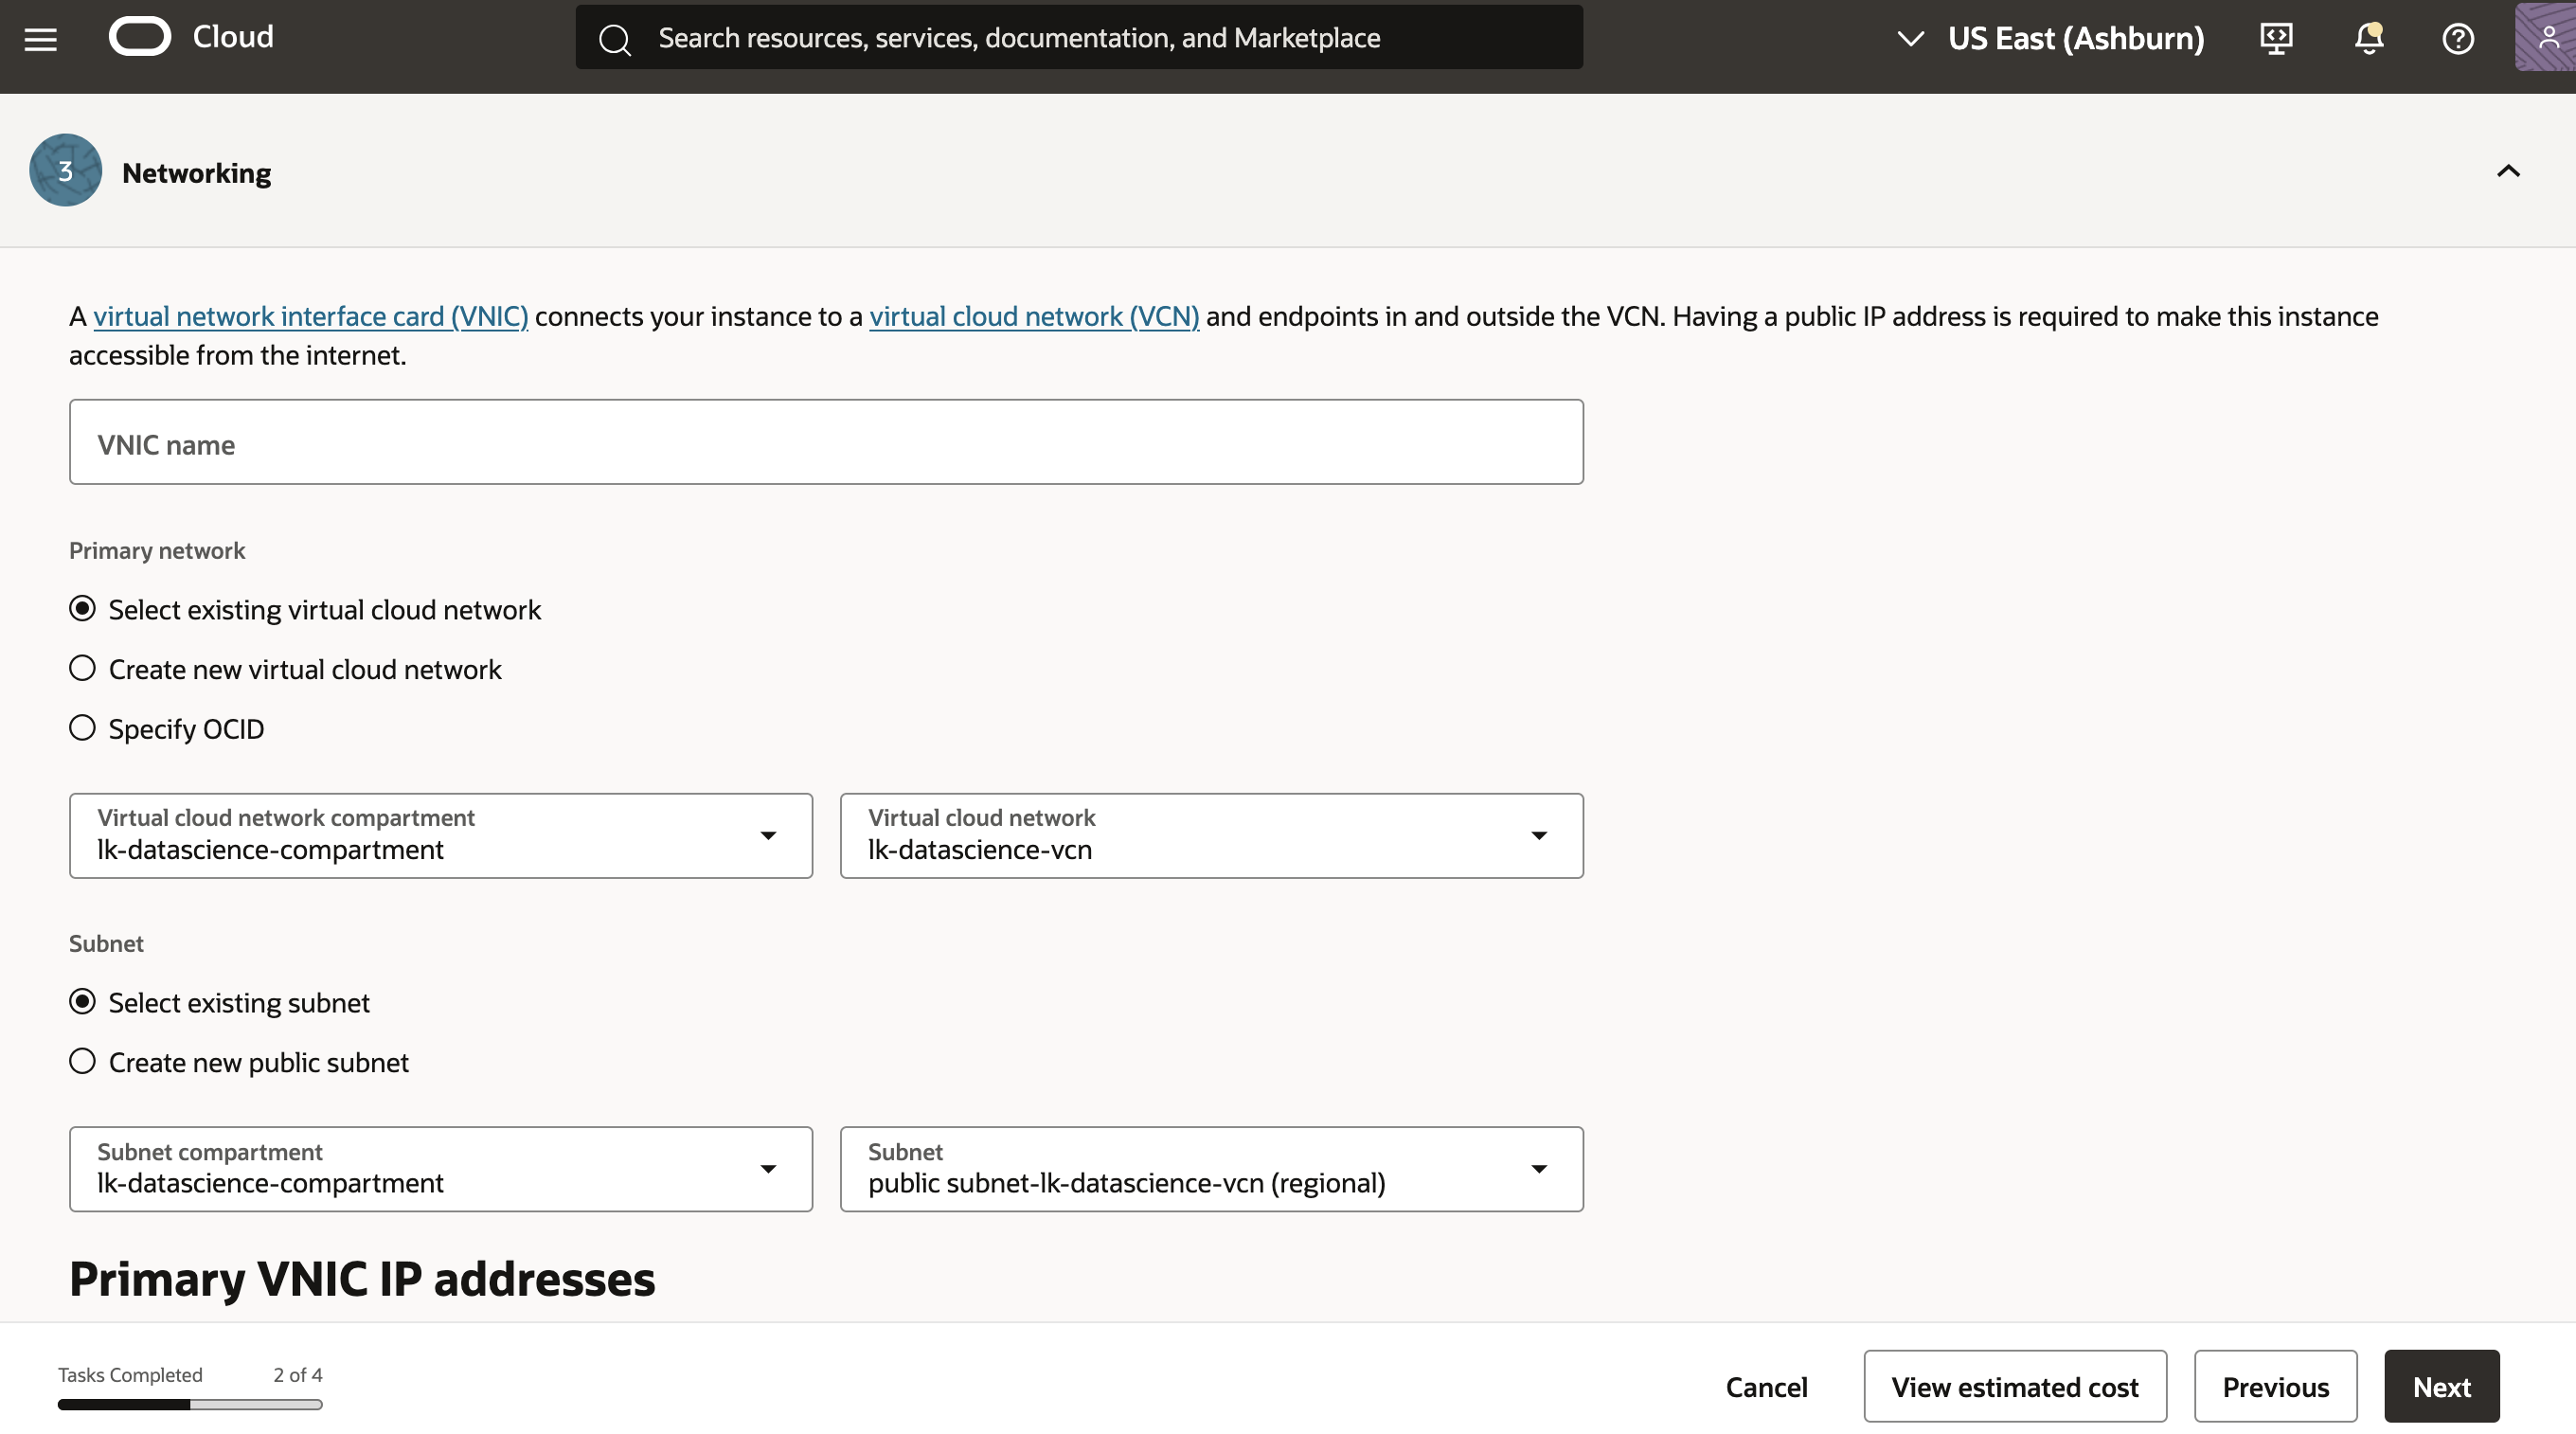 Cloud
Search resources, services, documentation, and Marketplace
US East (Ashburn)
3
Networking
A virtual network interface card (VNIC) connects your instance to a virtual cloud network (VCN) and endpoints in and outside the VCN. Having a public IP address is required to make this instance
accessible from the internet.
VNIC name
Primary network
Select existing virtual cloud network
Create new virtual cloud network
Specify OCID
Virtual cloud network compartment
lk-datascience-compartment
Virtual cloud network
lk-datascience-vcn
Subnet
Select existing subnet
Create new public subnet
Subnet compartment
lk-datascience-compartment
Subnet
public subnet-lk-datascience-vcn (regional)
Primary VNIC IP addresses
Tasks Completed 2 of 4
Cancel
View estimated cost
Previous
Next